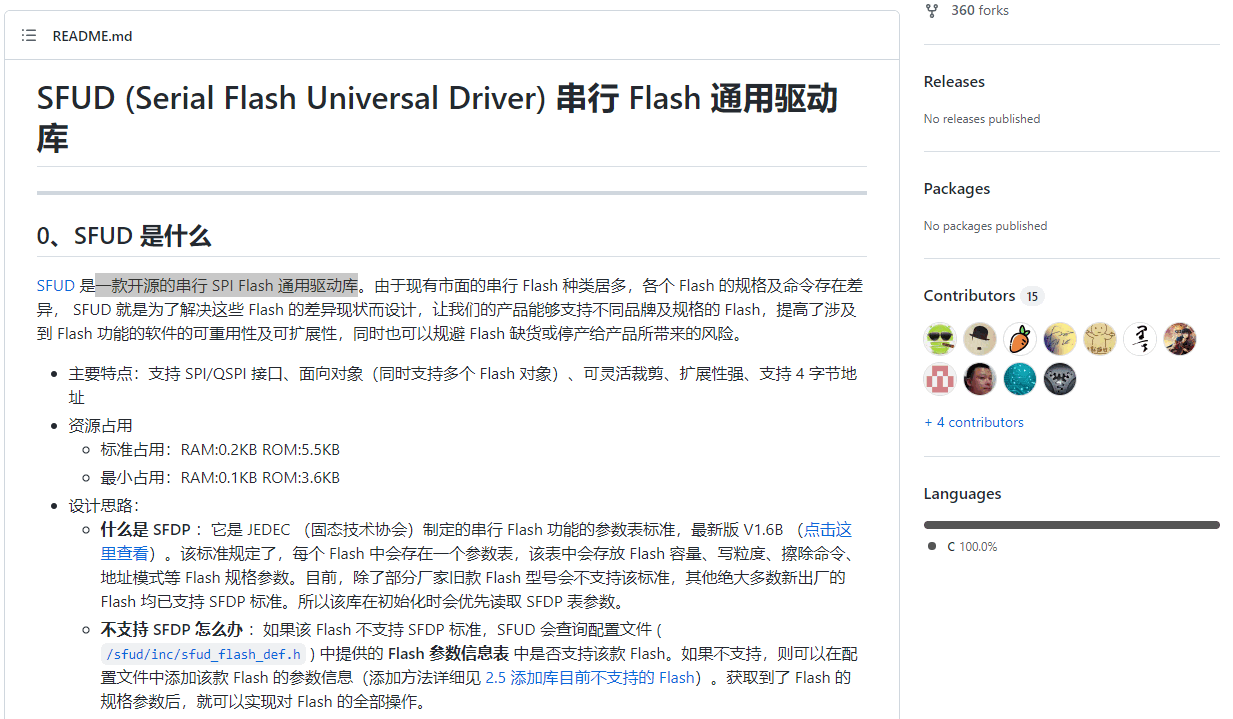 README.md
SFUD (Serial Flash Universal Driver) 串行 Flash 通用驱动
库
0、SFUD 是什么
SFUD 是一款开源的串行 SPI Flash 通用驱动库。由于现有市面的串行 Flash 种类居多，各个 Flash 的规格及命令存在差
异， SFUD 就是为了解决这些 Flash 的差异现状而设计，让我们的产品能够支持不同品牌及规格的 Flash，提高了涉及
到 Flash 功能的软件的可重用性及可扩展性，同时也可以规避 Flash 缺货或停产给产品所带来的风险。
主要特点：支持 SPI/QSPI 接口、面向对象（同时支持多个 Flash 对象）、可灵活裁剪、扩展性强、支持 4 字节地
址
资源占用
标准占用：RAM:0.2KB ROM:5.5KB
最小占用：RAM:0.1KB ROM:3.6KB
设计思路：
什么是 SFDP ：它是 JEDEC （固态技术协会）制定的串行 Flash 功能的参数表标准，最新版 V1.6B （点击这
里查看）。该标准规定了，每个 Flash 中会存在一个参数表，该表中会存放 Flash 容量、写粒度、擦除命令、
地址模式等 Flash 规格参数。目前，除了部分厂家旧款 Flash 型号会不支持该标准，其他绝大多数新出厂的
Flash 均已支持 SFDP 标准。所以该库在初始化时会优先读取 SFDP 表参数。
不支持 SFDP 怎么办 ：如果该 Flash 不支持 SFDP 标准，SFUD 会查询配置文件 (
/sfud/inc/sfud_flash_def.h ) 中提供的 Flash 参数信息表 中是否支持该款 Flash。如果不支持，则可以在配
置文件中添加该款 Flash 的参数信息（添加方法详细见 2.5 添加库目前不支持的 Flash）。获取到了 Flash 的
规格参数后，就可以实现对 Flash 的全部操作。
360 forks
Releases
No releases published
Packages
No packages published
Contributors 15
+ 4 contributors
Languages
C 100.0%